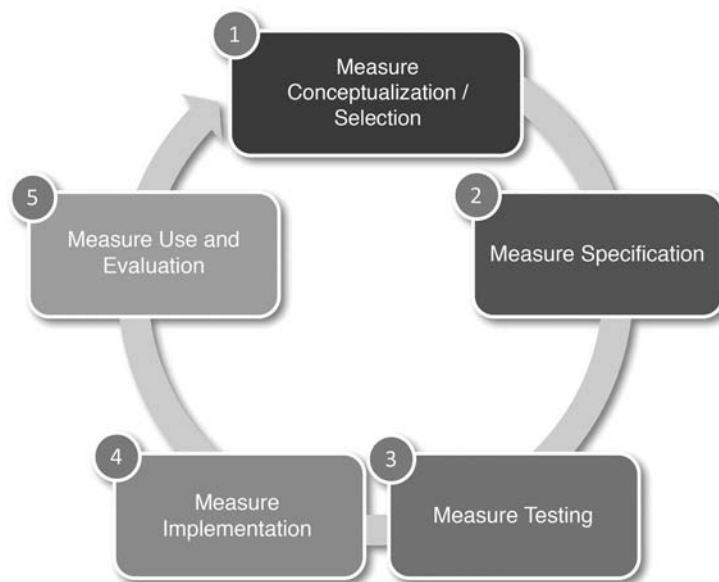 1
Measure
Conceptualization /
Selection
2
Measure Specification
3
Measure Testing
4
Measure
Implementation
5
Measure Use and
Evaluation